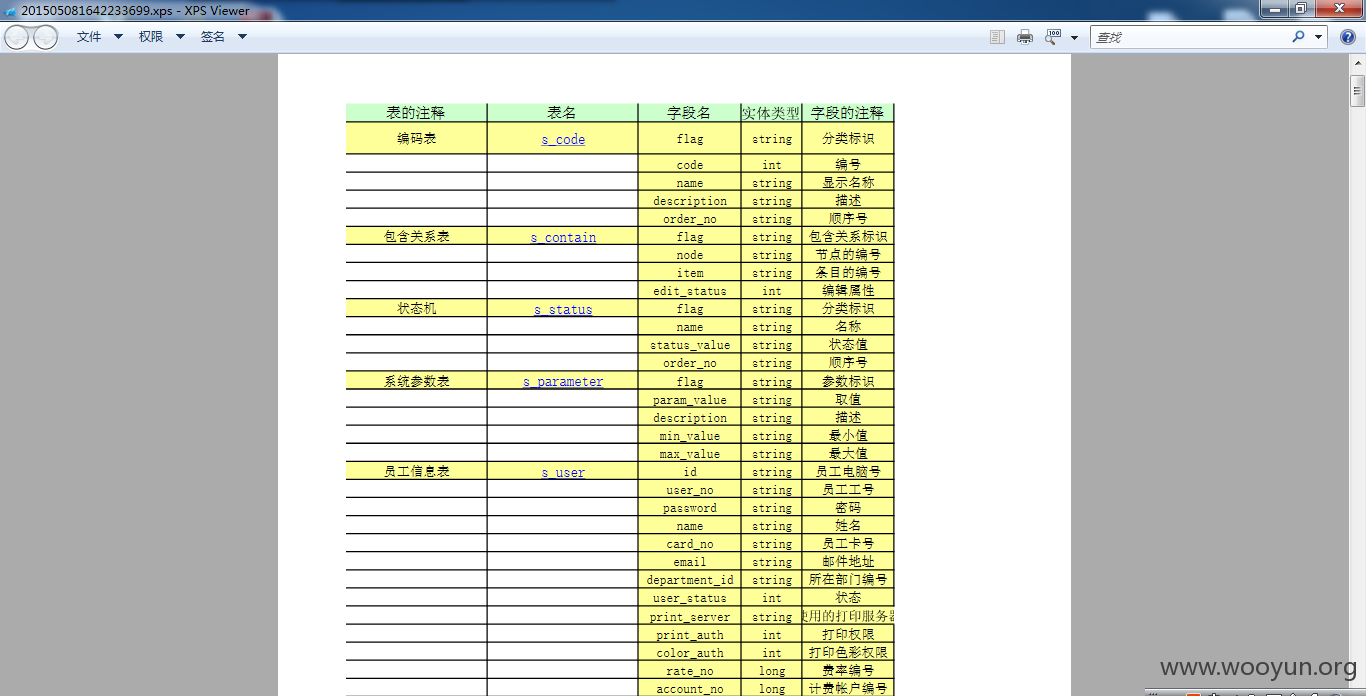 201505081642233699.xps - XPS Viewer
文件 权限 签名 查找
表的注释 表名 字段名 实体类型 字段的注释
编码表 s_code flag string 分类标识
code int 编号
name string 显示名称
description string 描述
order_no string 顺序号
包含关系表 s_contain flag string 包含关系标识
node string 节点的编号
item string 条目的编号
edit_status int 编辑属性
状态机 s_status flag string 分类标识
name string 名称
status_value string 状态值
order_no string 顺序号
系统参数表 s_parameter flag string 参数标识
param_value string 取值
description string 描述
min_value string 最小值
max_value string 最大值
员工信息表 s_user id string 员工电脑号
user_no string 员工工号
password string 密码
name string 姓名
card_no string 员工卡号
email string 邮件地址
department_id string 所在部门编号
user_status int 状态
print_server string 使用的打印服务器
print_auth int 打印权限
color_auth int 打印色彩权限
rate_no long 费率编号
account_no long 计费帐户编号
www.wooyun.org